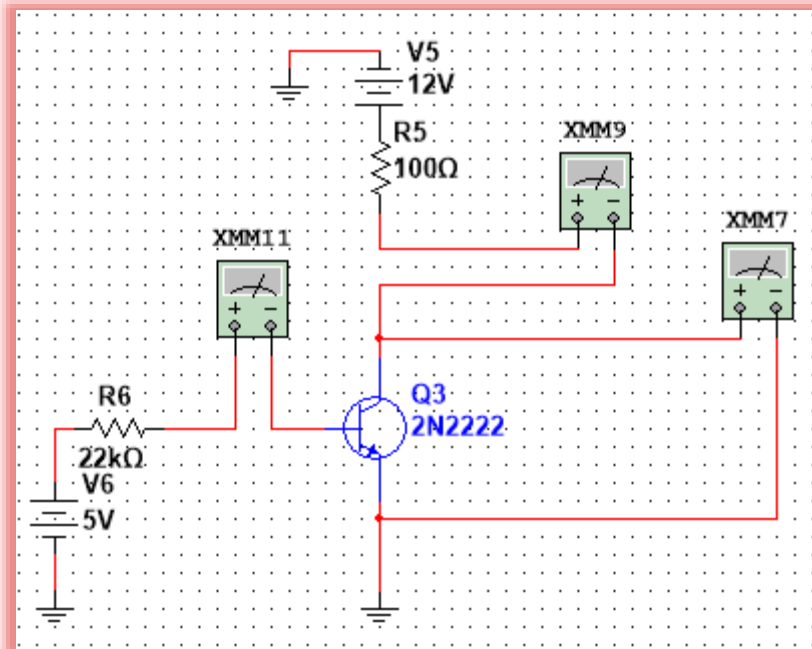 V5
12V
R5
100Ω
XMM9
+ −
XMM7
+ −
XMM11
+ −
R6
22kΩ
Q3
2N2222
V6
5V